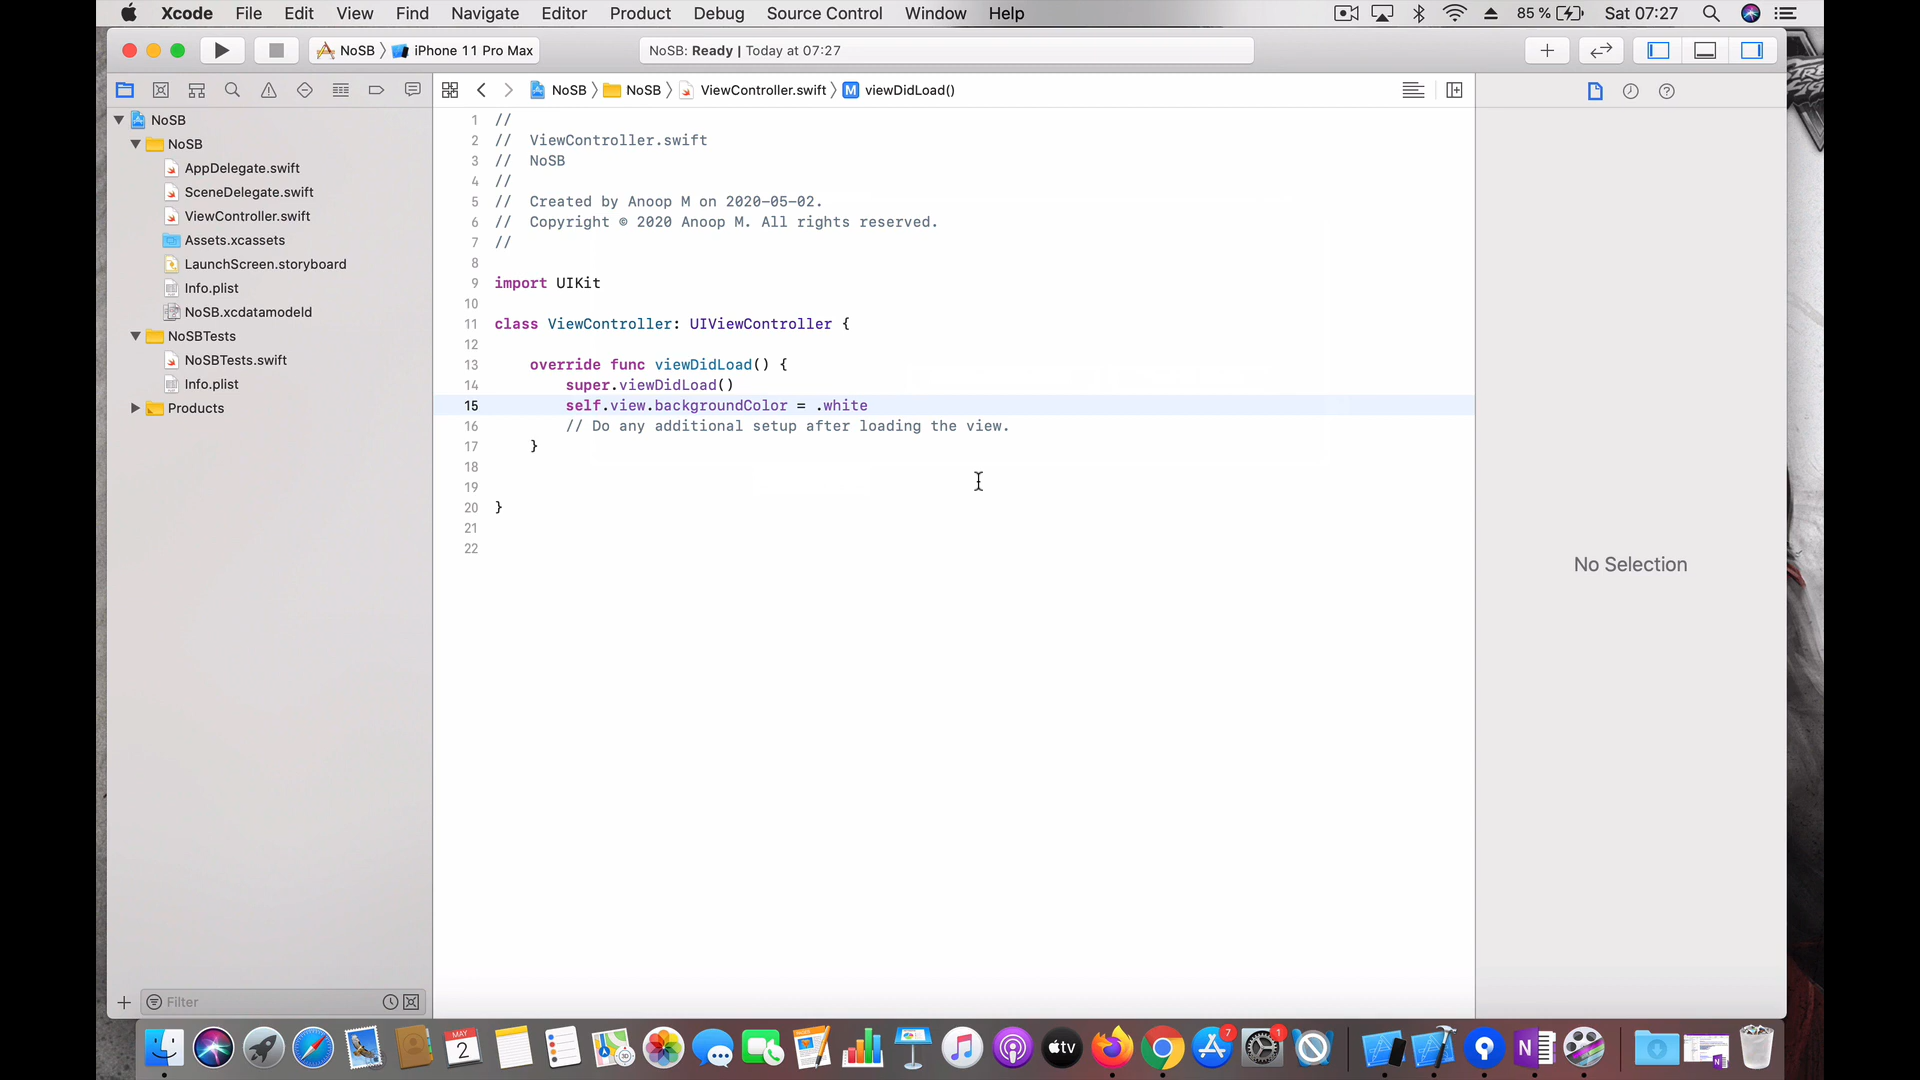 Xcode File Edit View Find Navigate Editor Product Debug Source Control Window Help 85 % Sat 07:27
NoSB iPhone 11 Pro Max NoSB: Ready | Today at 07:27
NoSB NoSB ViewController.swift M viewDidLoad()
NoSB
NoSB
AppDelegate.swift
SceneDelegate.swift
ViewController.swift
Assets.xcassets
LaunchScreen.storyboard
Info.plist
NoSB.xcdatamodeld
NoSBTests
NoSBTests.swift
Info.plist
Products
1 //
2 // ViewController.swift
3 // NoSB
4 //
5 // Created by Anoop M on 2020-05-02.
6 // Copyright © 2020 Anoop M. All rights reserved.
7 //
8
9 import UIKit
10
11 class ViewController: UIViewController {
12
13 override func viewDidLoad() {
14 super.viewDidLoad()
15 self.view.backgroundColor = .white
16 // Do any additional setup after loading the view.
17 }
18
19
20 }
21
22
No Selection
Filter
MAY
2
3D
tv
7
1
N